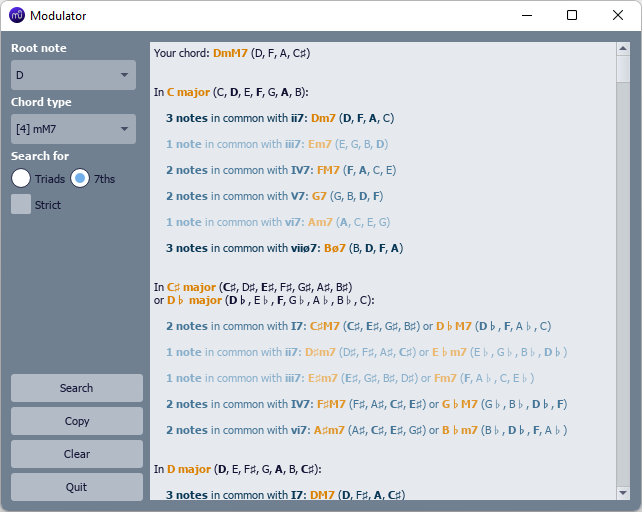 Modulator
Root note
D
Chord type
[4] mM7
Search for
Triads 7ths
Strict
Search
Copy
Clear
Quit
Your chord: DmM7 (D, F, A, C♯)
In C major (C, D, E, F, G, A, B):
3 notes in common with ii7: Dm7 (D, F, A, C)
1 note in common with iii7: Em7 (E, G, B, D)
2 notes in common with IV7: FM7 (F, A, C, E)
2 notes in common with V7: G7 (G, B, D, F)
1 note in common with vi7: Am7 (A, C, E, G)
3 notes in common with viiø7: Bø7 (B, D, F, A)
In C♯ major (C♯, D♯, E♯, F♯, G♯, A♯, B♯)
or D♭ major (D♭, E♭, F, G♭, A♭, B♭, C):
2 notes in common with I7: C♯M7 (C♯, E♯, G♯, B♯) or D♭M7 (D♭, F, A♭, C)
1 note in common with ii7: D♯m7 (D♯, F♯, A♯, C♯) or E♭m7 (E♭, G♭, B♭, D♭)
1 note in common with iii7: E♯m7 (E♯, G♯, B♯, D♯) or Fm7 (F, A♭, C, E♭)
2 notes in common with IV7: F♯M7 (F♯, A♯, C♯, E♯) or G♭M7 (G♭, B♭, D♭, F)
2 notes in common with vi7: A♯m7 (A♯, C♯, E♯, G♯) or B♭m7 (B♭, D♭, F, A♭)
In D major (D, E, F♯, G, A, B, C♯):
3 notes in common with I7: DM7 (D, F♯, A, C♯)